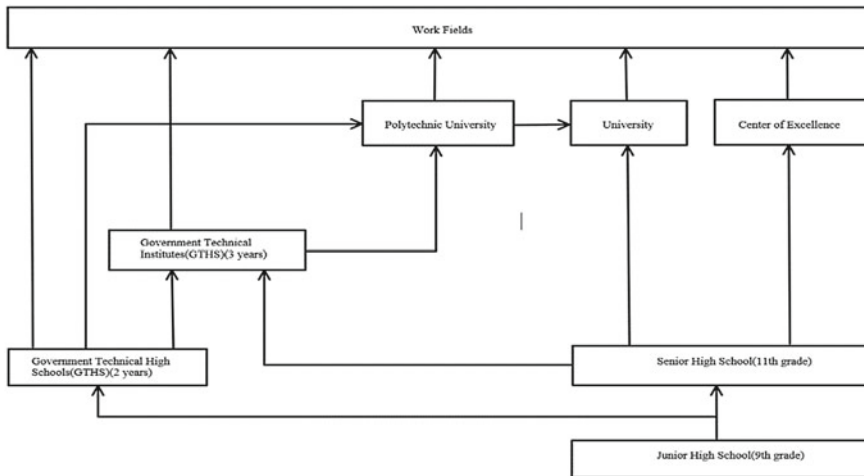 Work Fields
Polytechnic University
University
Center of Excellence
Government Technical
Institutes(GTHS)(3 years)
Government Technical High
Schools(GTHS)(2 years)
Senior High School(11th grade)
Junior High School(9th grade)